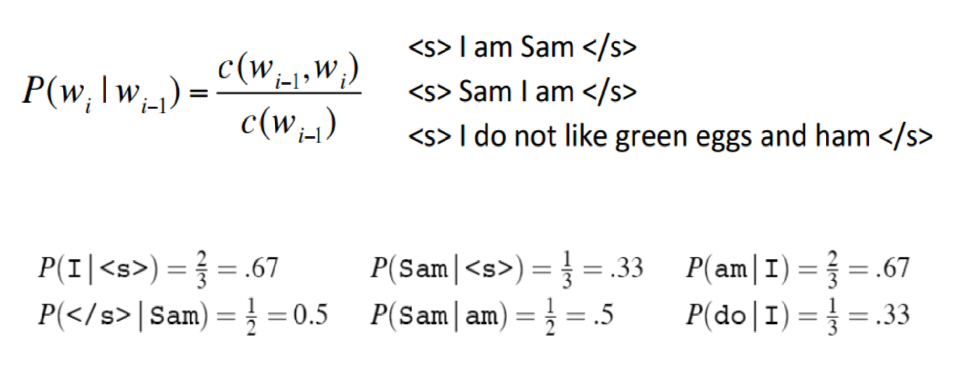 P(w_i | w_{i-1}) = c(w_{i-1}, w_i) / c(w_{i-1})
<s> I am Sam </s>
<s> Sam I am </s>
<s> I do not like green eggs and ham </s>
P(I|<s>) = 2/3 = .67 P(Sam|<s>) = 1/3 = .33 P(am|I) = 2/3 = .67
P(</s>|Sam) = 1/2 = 0.5 P(Sam|am) = 1/2 = .5 P(do|I) = 1/3 = .33